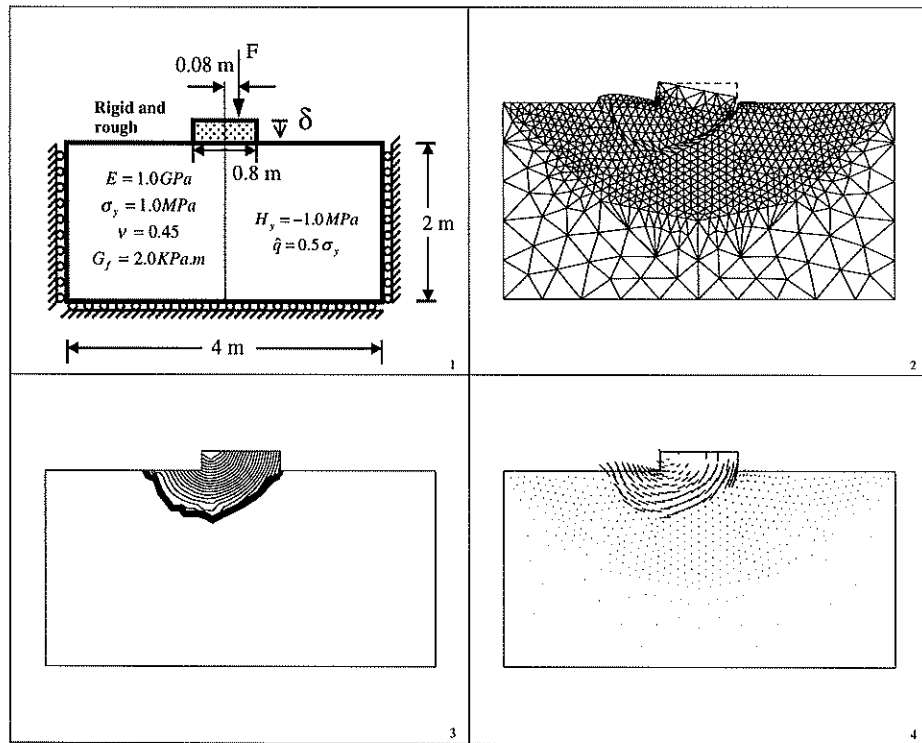 F
0.08 m
Rigid and
rough
δ
0.8 m
E = 1.0GPa
σ_y = 1.0MPa
ν = 0.45
G_f = 2.0KPa.m
H_y = −1.0MPa
q̂ = 0.5σ_y
2 m
4 m
1
2
3
4